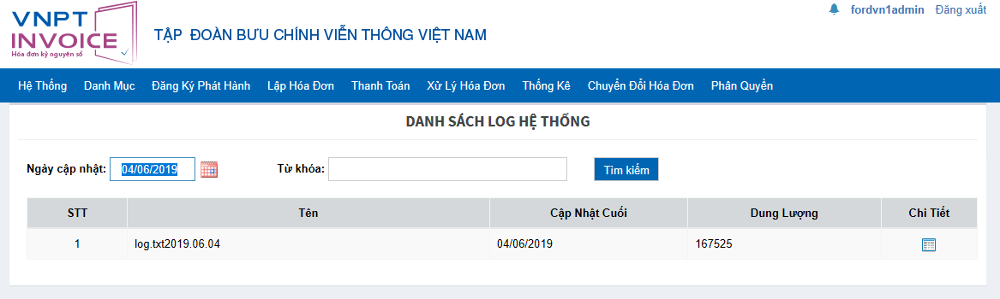 VNPT
INVOICE
Hóa đơn kỷ nguyên số
TẬP ĐOÀN BƯU CHÍNH VIỄN THÔNG VIỆT NAM
fordvn1admin Đăng xuất
Hệ Thống Danh Mục Đăng Ký Phát Hành Lập Hóa Đơn Thanh Toán Xử Lý Hóa Đơn Thống Kê Chuyển Đổi Hóa Đơn Phân Quyền
DANH SÁCH LOG HỆ THỐNG
Ngày cập nhật: 04/06/2019 Từ khóa: Tìm kiếm
STT Tên Cập Nhật Cuối Dung Lượng Chi Tiết
1 log.txt2019.06.04 04/06/2019 167525